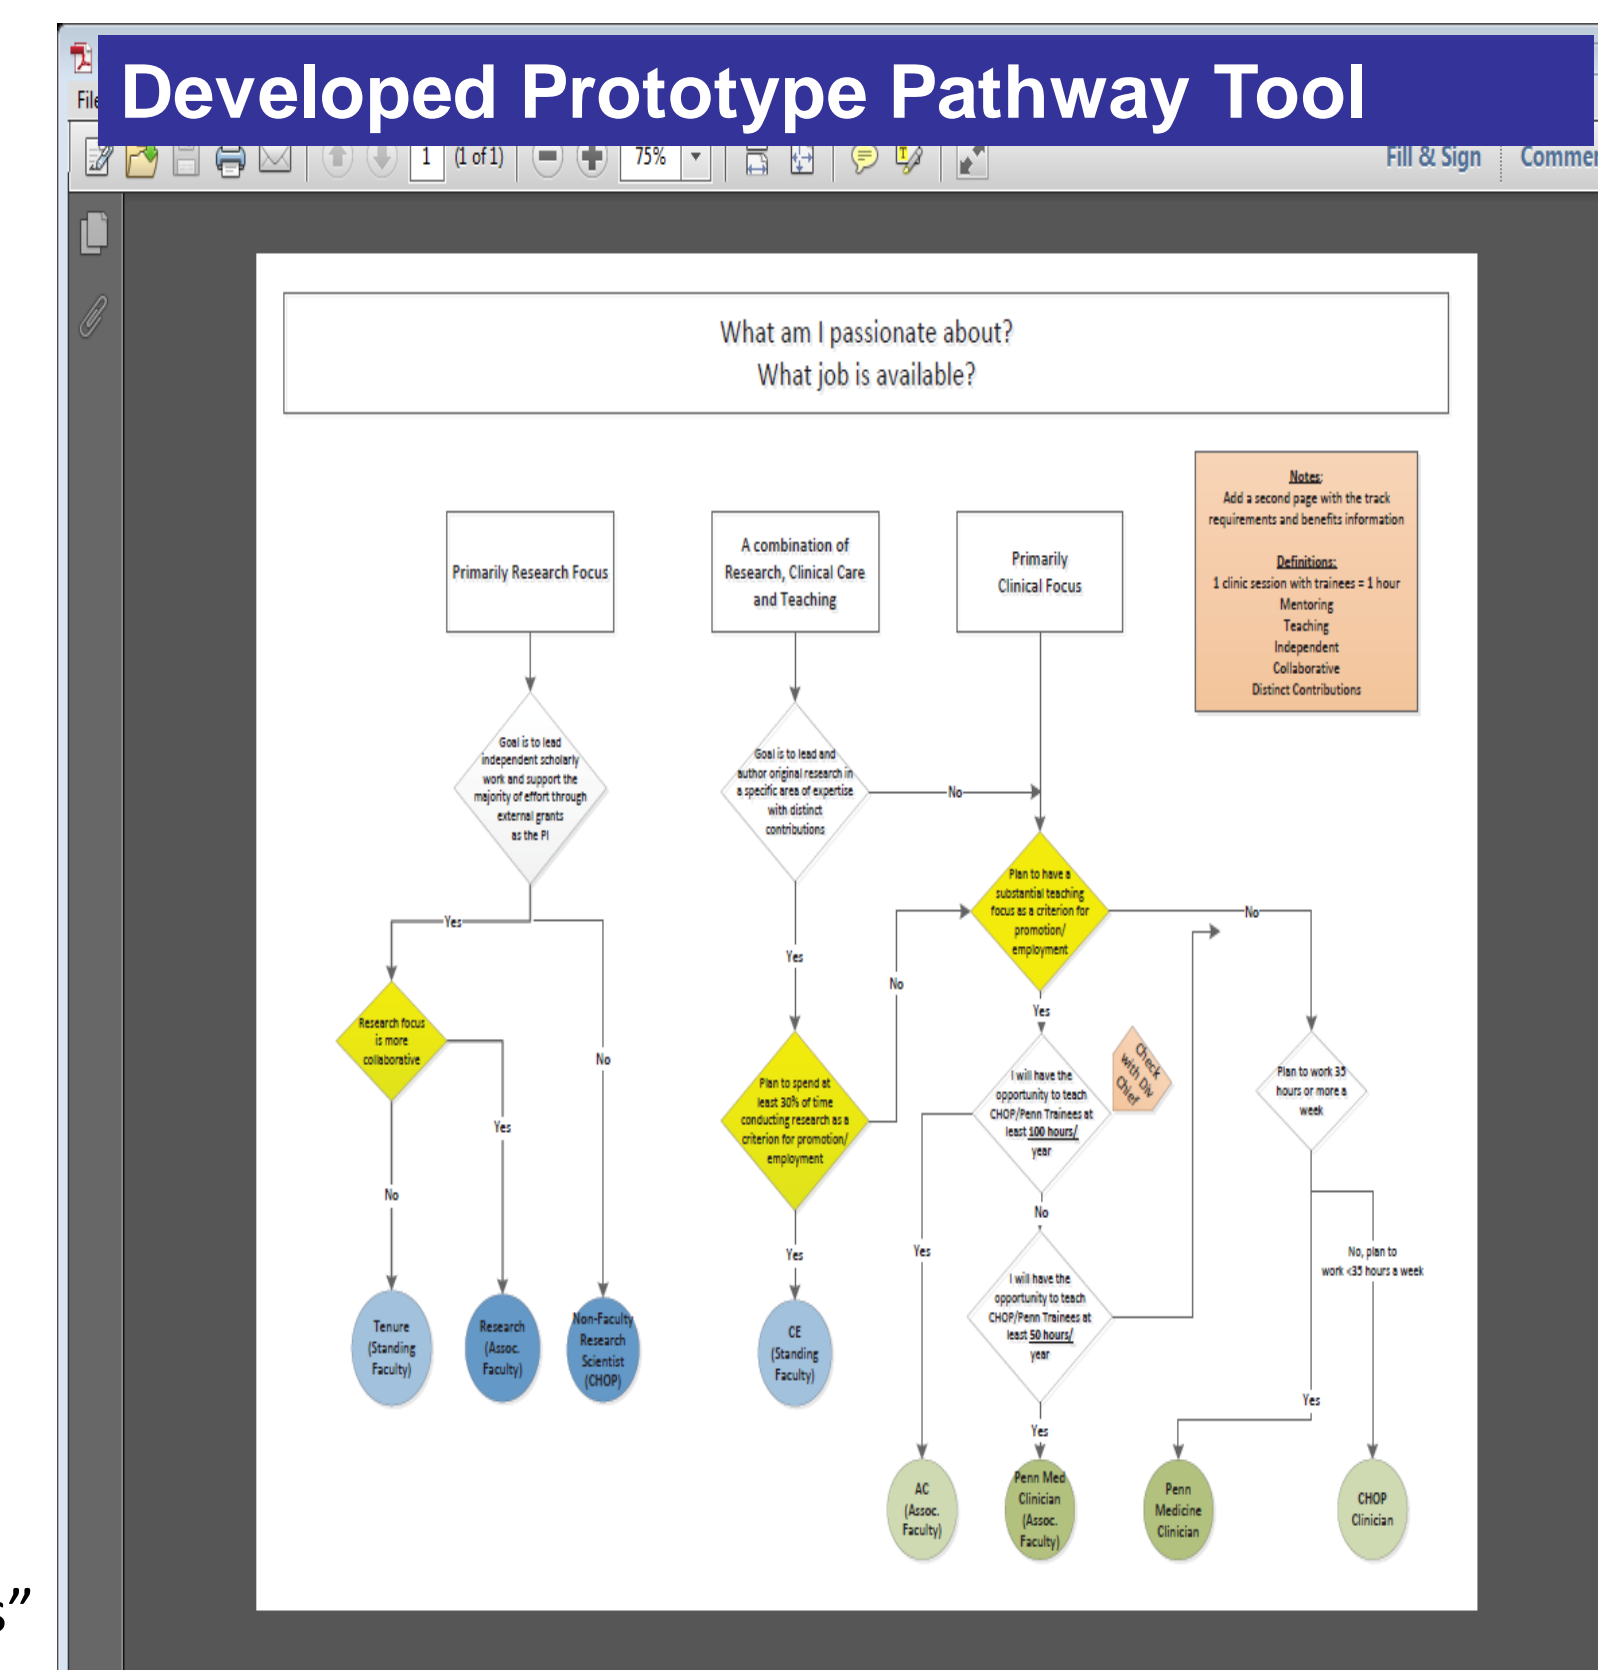 Developed Prototype Pathway Tool
File
1 (1 of 1) 75%
Fill & Sign
Commen
What am I passionate about?
What job is available?
Notes:
Add a second page with the track
requirements and benefits information
Definitions:
1 clinic session with trainees = 1 hour
Mentoring
Teaching
Independent
Collaborative
Distinct Contributions
Primarily Research Focus
A combination of
Research, Clinical Care
and Teaching
Primarily
Clinical Focus
Goal is to lead
independent scholarly
work and support the
majority of effort through
external grants
as the PI
Goal is to lead and
author original research in
a specific area of expertise
with distinct
contributions
No
Plan to have a
substantial teaching
focus as a criterion for
promotion/
employment
Yes
No
Yes
No
Yes
Research focus
is more
collaborative
No
Check
with Div
Chief
Plan to spend at
least 30% of time
conducting research as a
criterion for promotion/
employment
I will have the
opportunity to teach
CHOP/Penn Trainees at
least 100 hours/
year
Plan to work 35
hours or more a
week
Yes
No
No
Yes
Yes
I will have the
opportunity to teach
CHOP/Penn Trainees at
least 50 hours/
year
No, plan to
work <35 hours a week
Tenure
(Standing
Faculty)
Research
(Assoc.
Faculty)
Non-Faculty
Research
Scientist
(CHOP)
CE
(Standing
Faculty)
Yes
Yes
AC
(Assoc.
Faculty)
Penn Med
Clinician
(Assoc.
Faculty)
Penn
Medicine
Clinician
CHOP
Clinician
s”